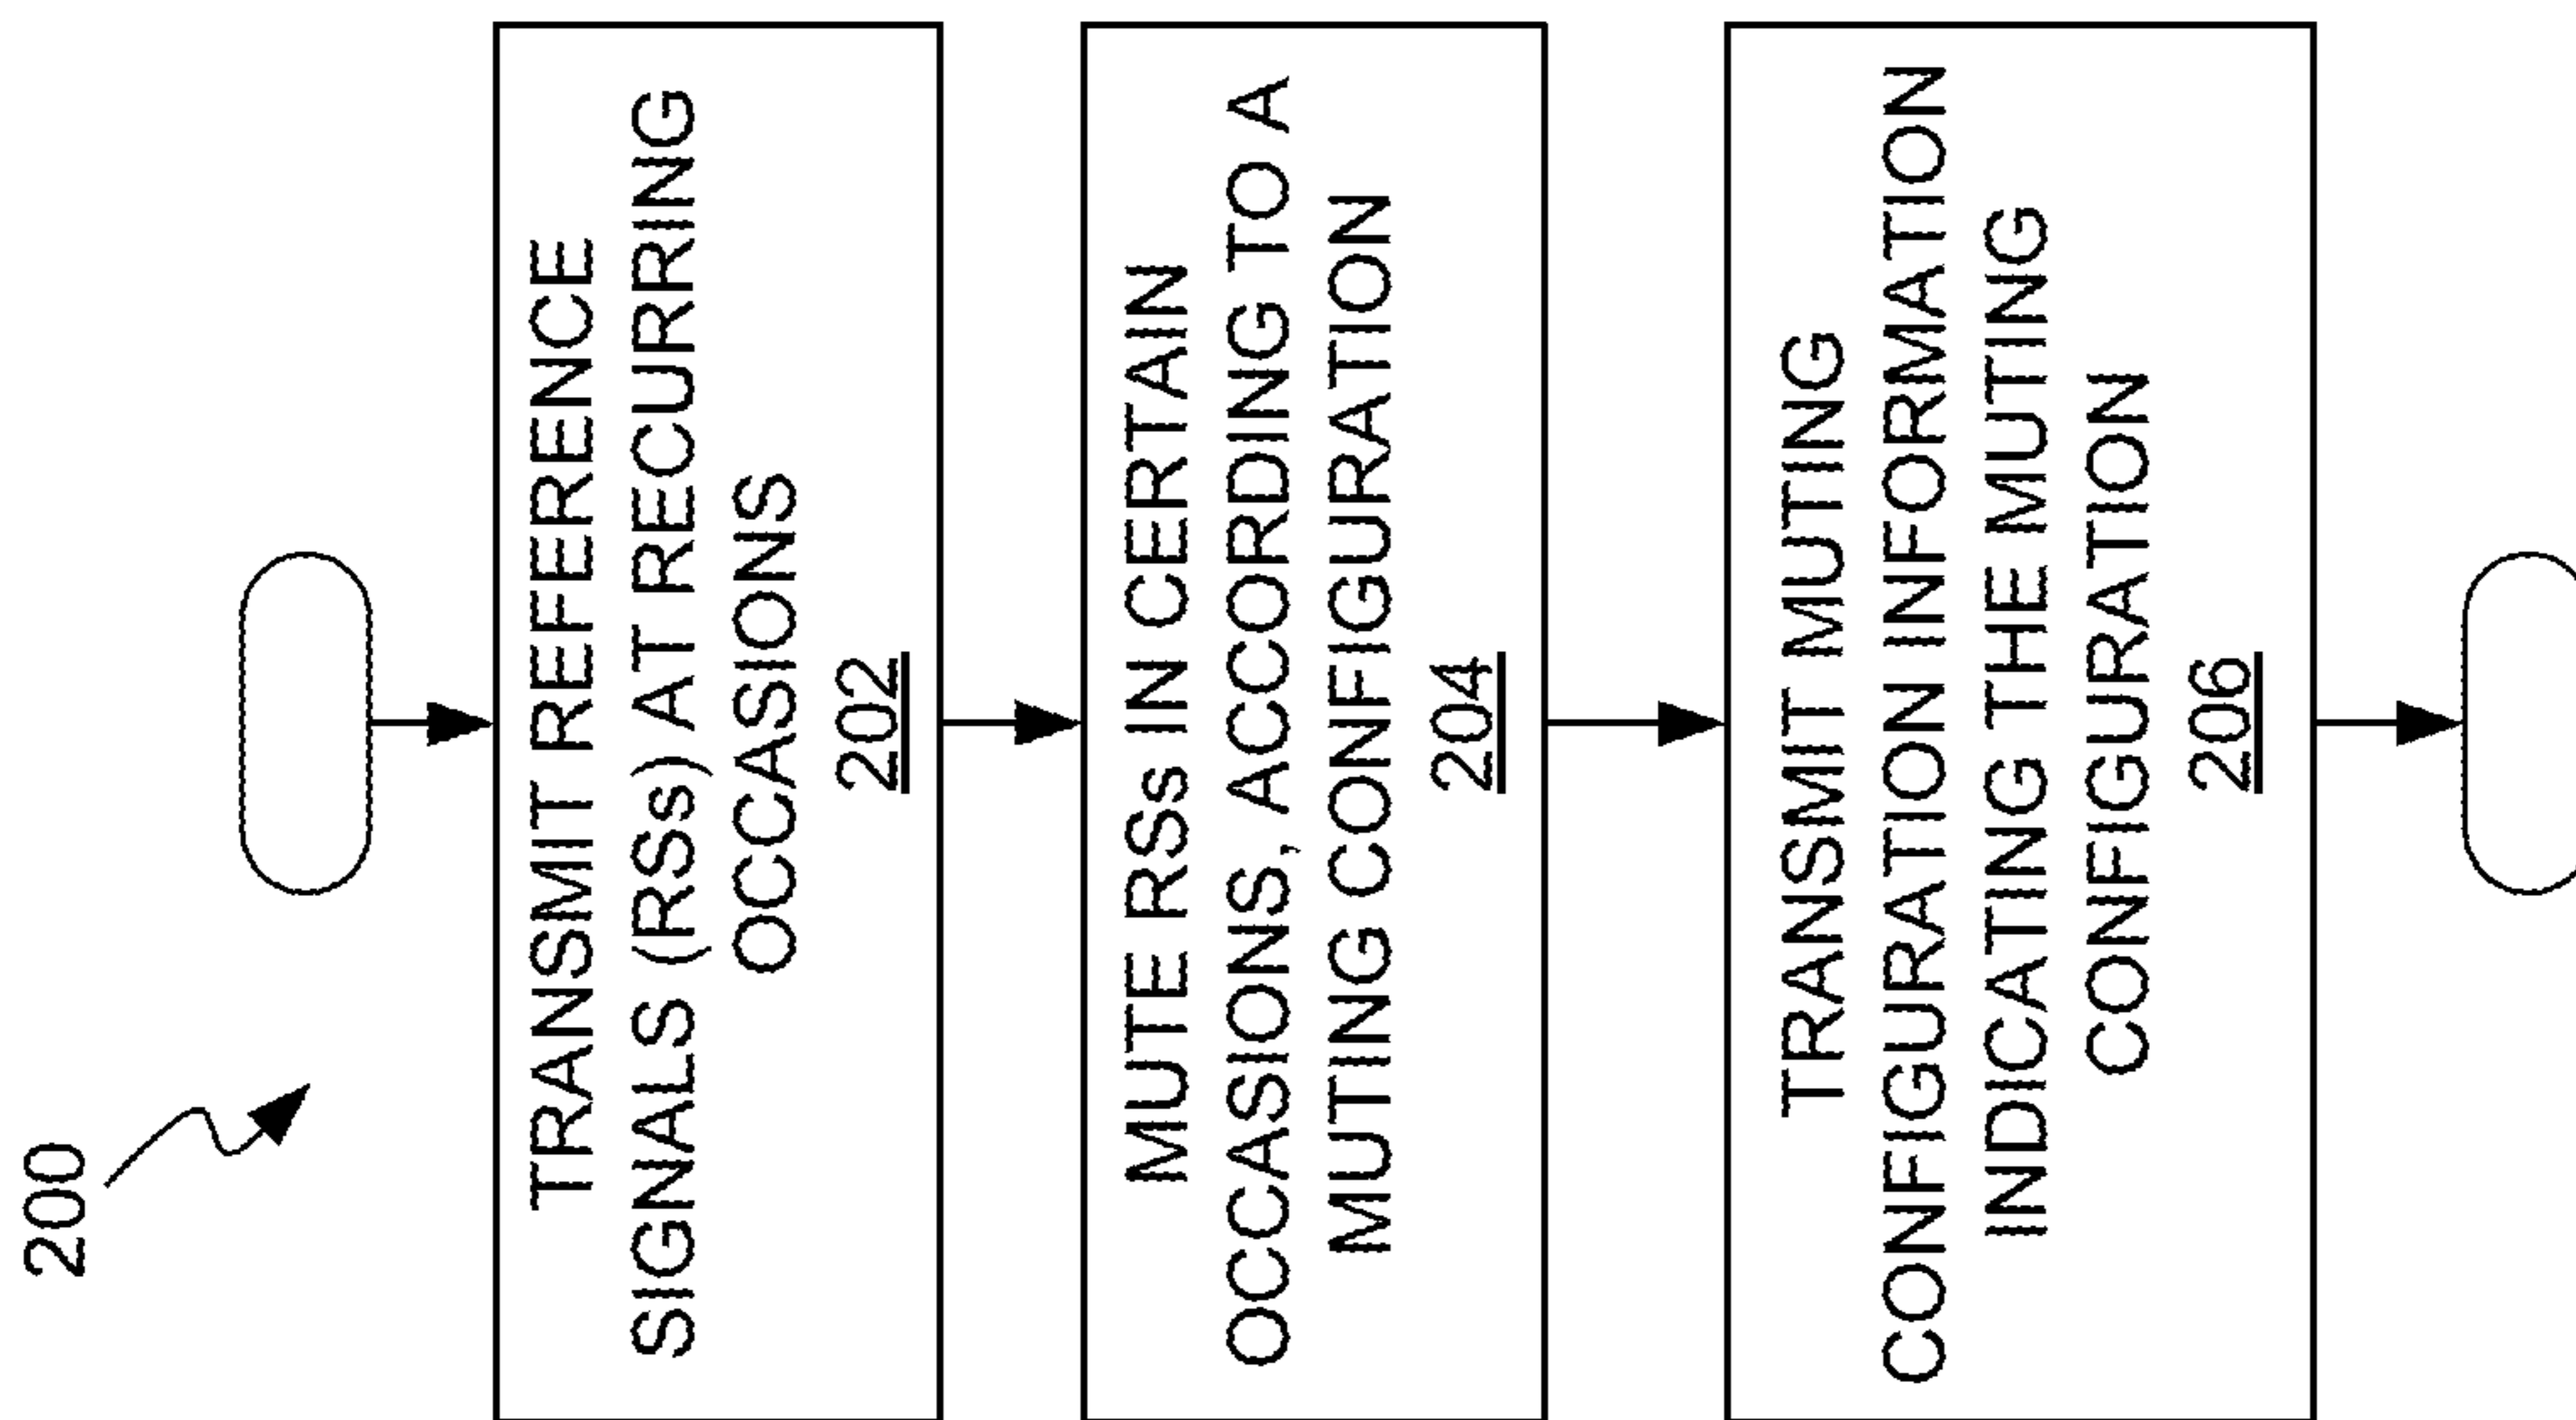 200
TRANSMIT REFERENCE
SIGNALS (RSs) AT RECURRING
OCCASIONS
202
MUTE RSs IN CERTAIN
OCCASIONS, ACCORDING TO A
MUTING CONFIGURATION
204
TRANSMIT MUTING
CONFIGURATION INFORMATION
INDICATING THE MUTING
CONFIGURATION
206